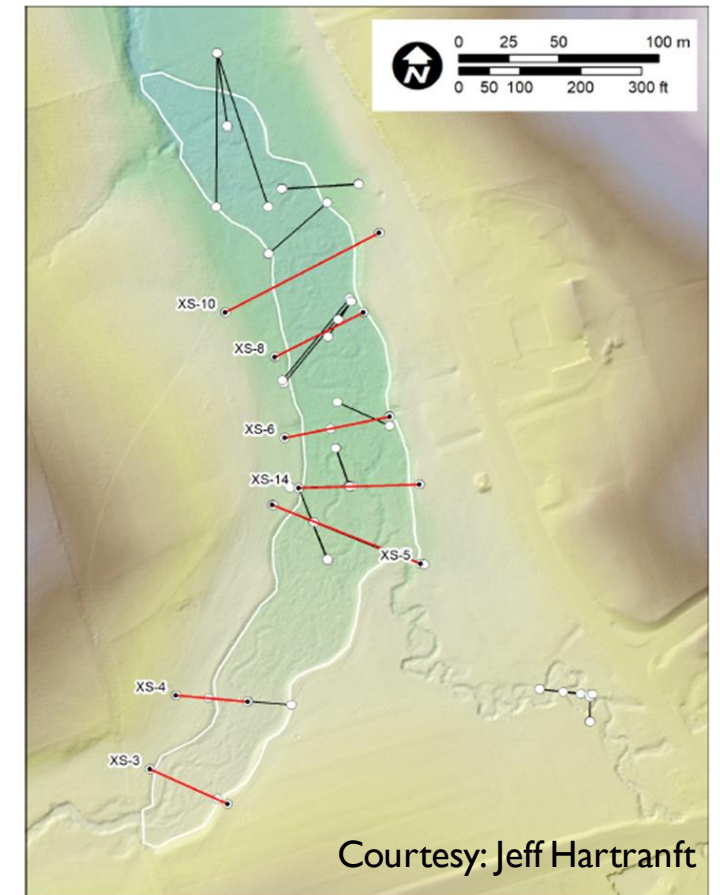 N
0 25 50 100 m
0 50 100 200 300 ft
XS-10
XS-8
XS-6
XS-14
XS-5
XS-4
XS-3
Courtesy: Jeff Hartranft